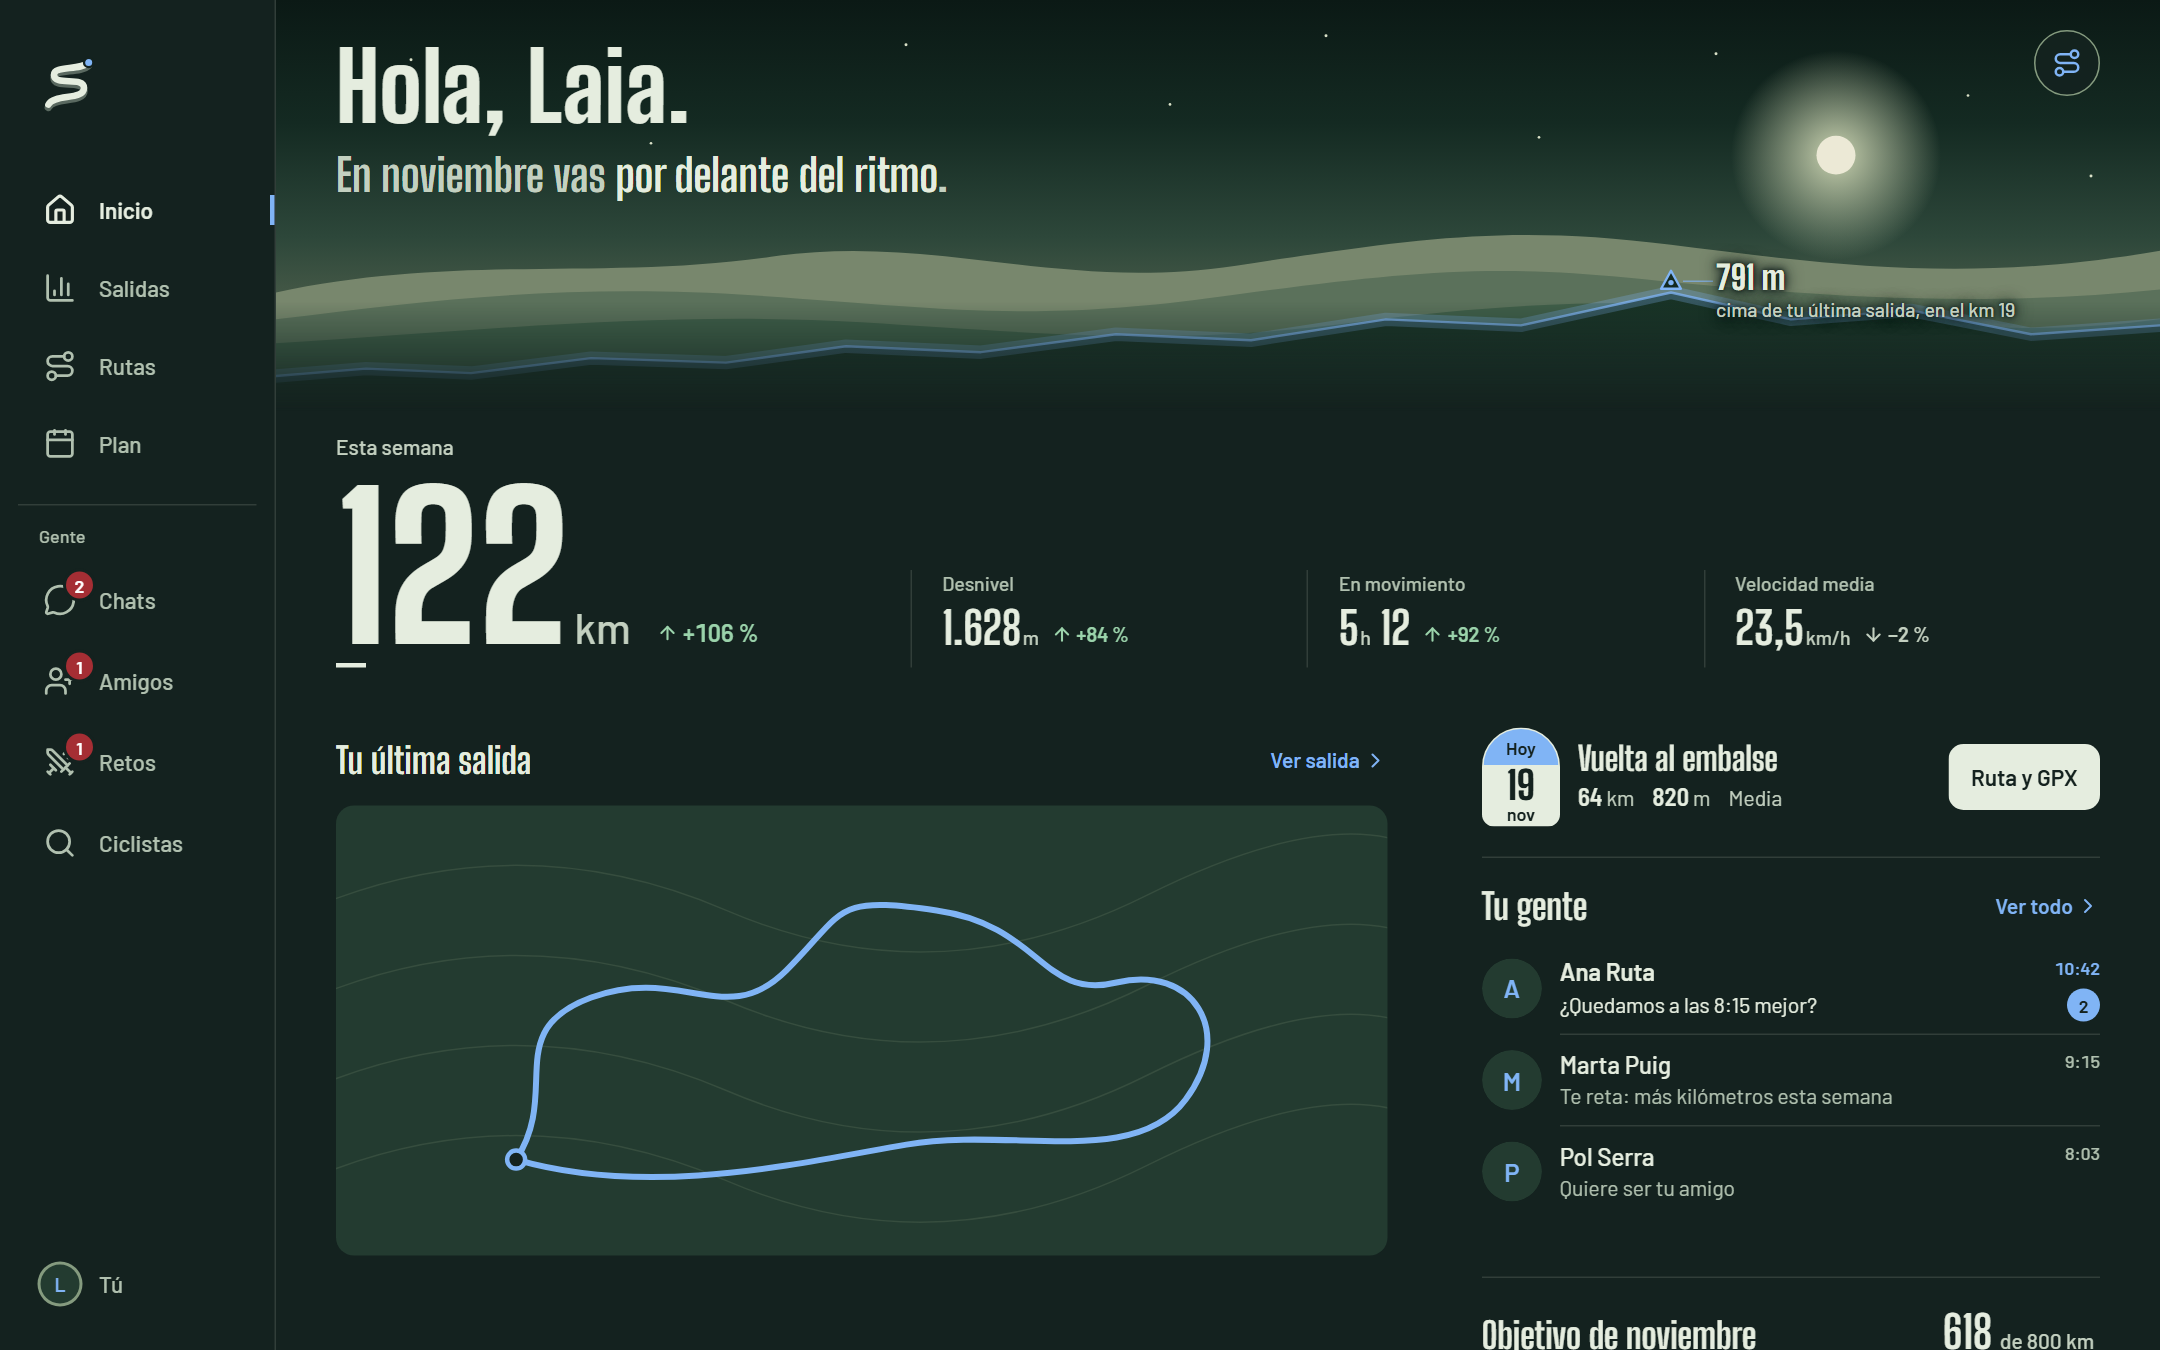 Hola, Laia.
En noviembre vas por delante del ritmo.
Inicio
Salidas
Rutas
Plan
Gente
2
Chats
1
Amigos
1
Retos
Ciclistas
L
Tú
791 m
cima de tu última salida, en el km 19
Esta semana
122 km +106 %
Desnivel
1.628 m +84 %
En movimiento
5 h 12 +92 %
Velocidad media
23,5 km/h −2 %
Tu última salida
Ver salida
Hoy
19
nov
Vuelta al embalse
64 km 820 m Media
Ruta y GPX
Tu gente
Ver todo
A
Ana Ruta
10:42
¿Quedamos a las 8:15 mejor?
2
M
Marta Puig
9:15
Te reta: más kilómetros esta semana
P
Pol Serra
8:03
Quiere ser tu amigo
Objetivo de noviembre
618 de 800 km